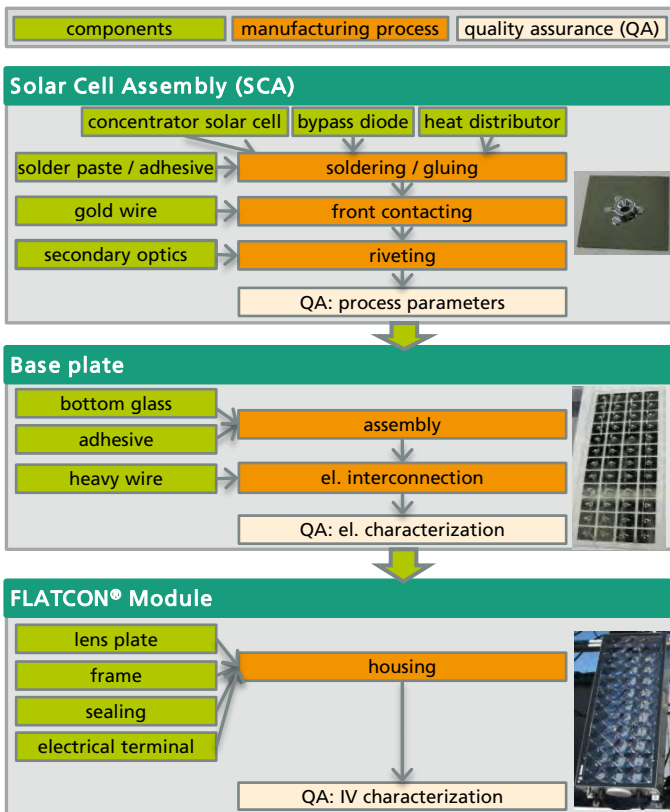 components manufacturing process quality assurance (QA)
Solar Cell Assembly (SCA)
concentrator solar cell bypass diode heat distributor
solder paste / adhesive soldering / gluing
gold wire front contacting
secondary optics riveting
QA: process parameters
Base plate
bottom glass
assembly
adhesive
heavy wire el. interconnection
QA: el. characterization
FLATCON® Module
lens plate
housing
frame
sealing
electrical terminal
QA: IV characterization